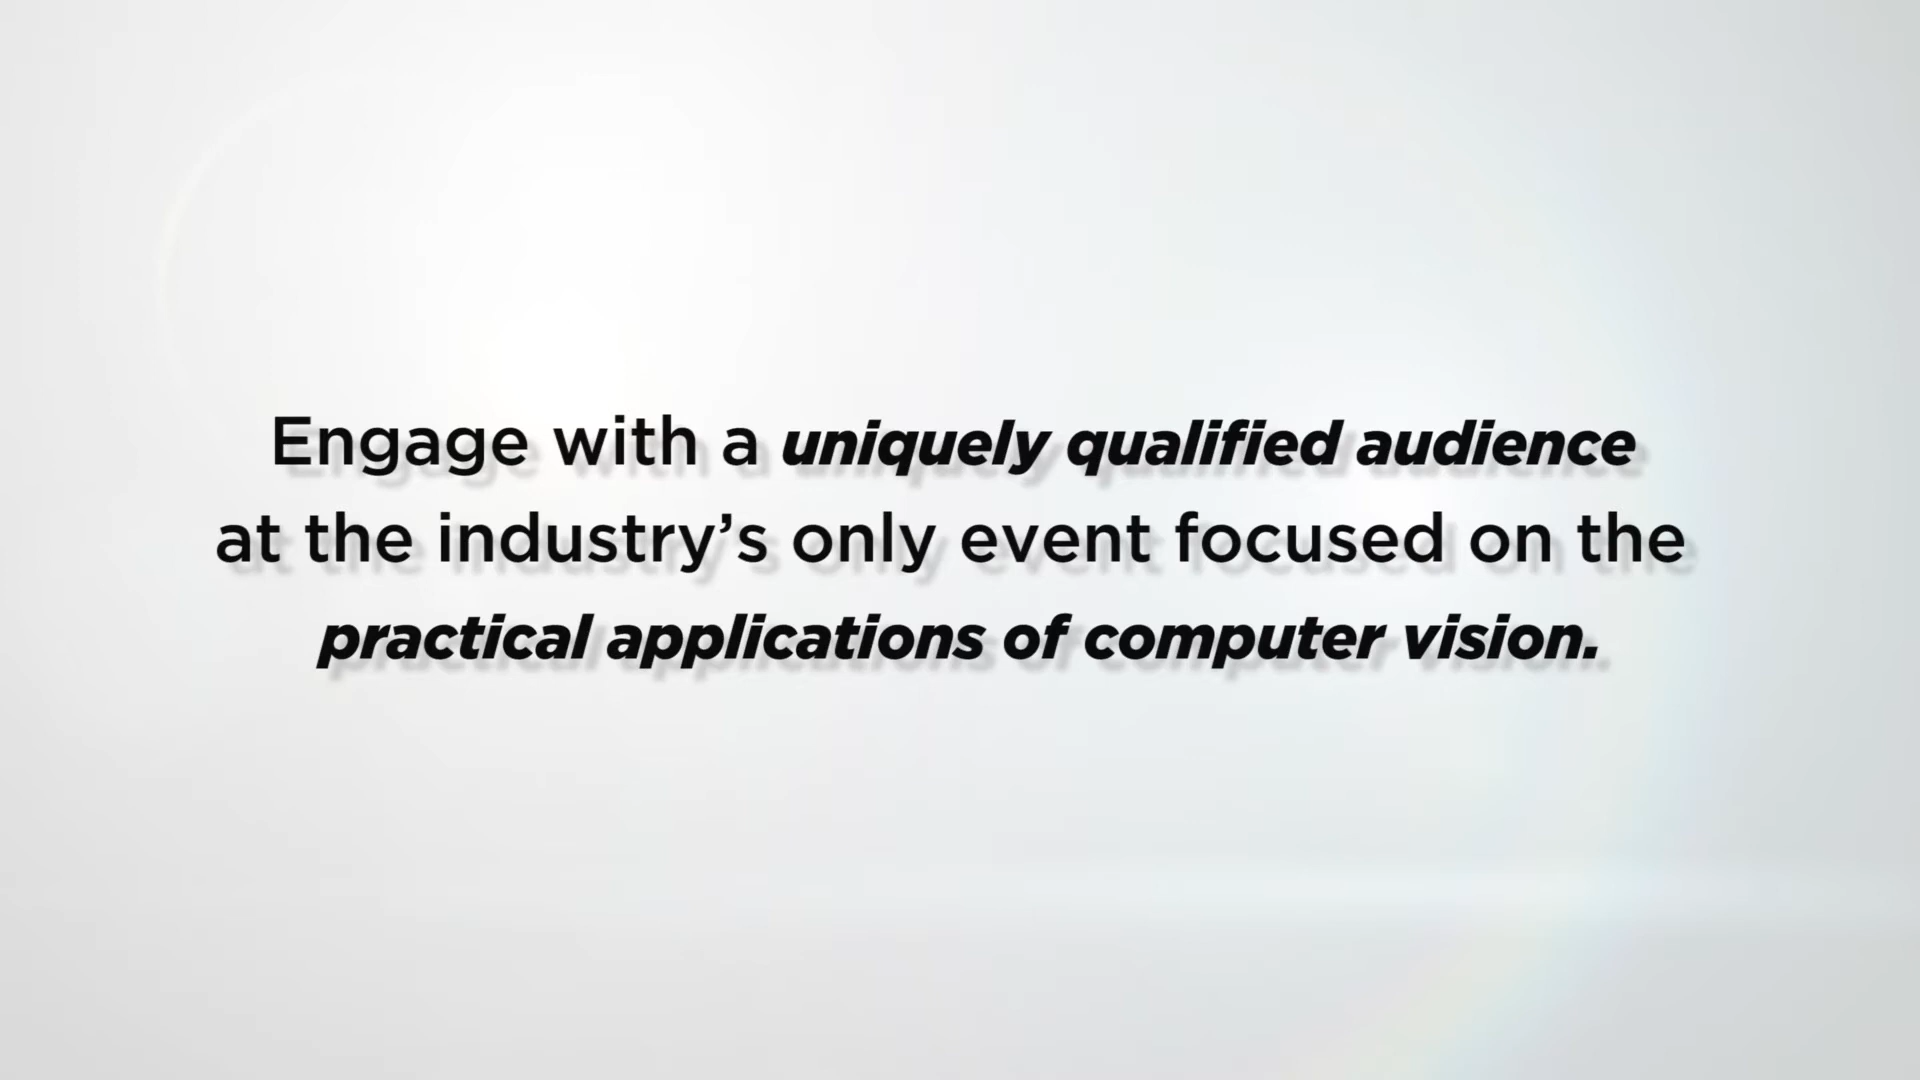 Engage with a uniquely qualified audience
at the industry’s only event focused on the
practical applications of computer vision.